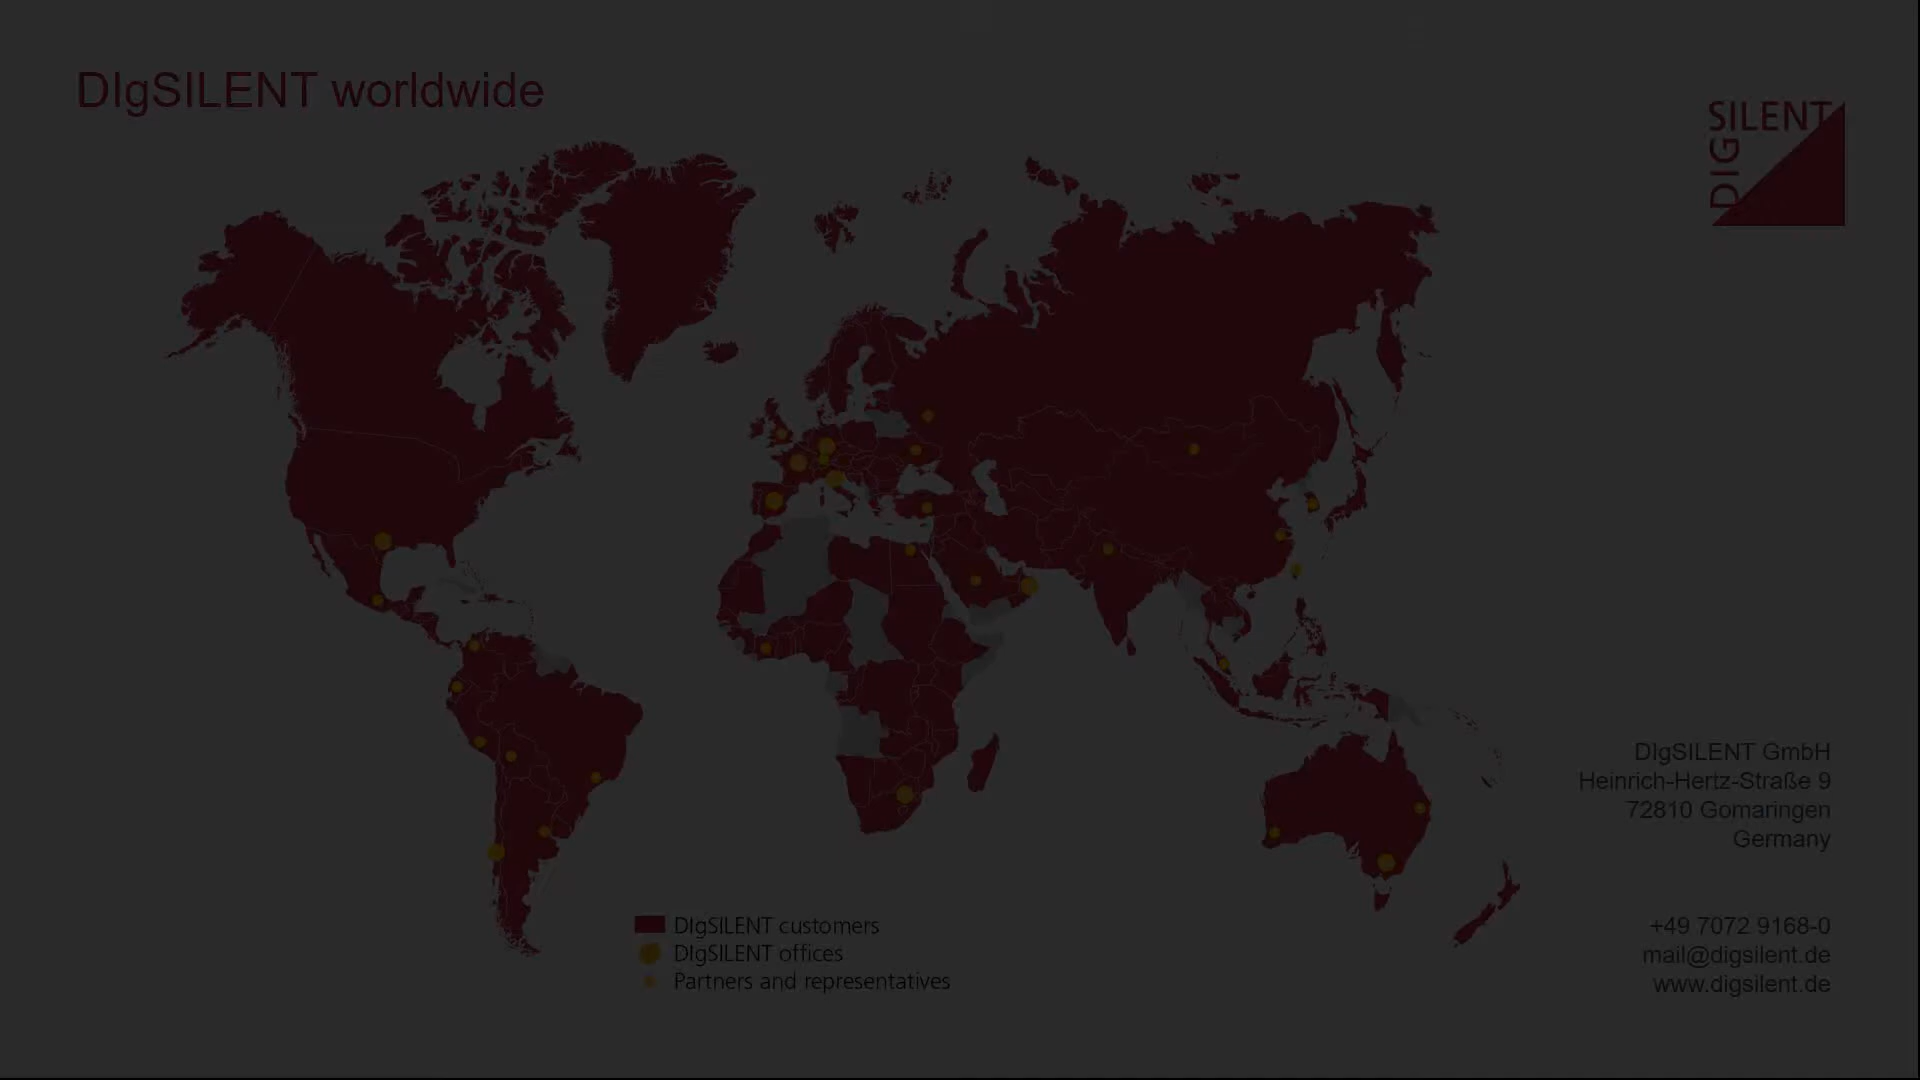 DIgSILENT worldwide
SILENT
DIG
DIgSILENT GmbH
Heinrich-Hertz-Straße 9
72810 Gomaringen
Germany
DIgSILENT customers
DIgSILENT offices
Partners and representatives
+49 7072 9168-0
mail@digsilent.de
www.digsilent.de